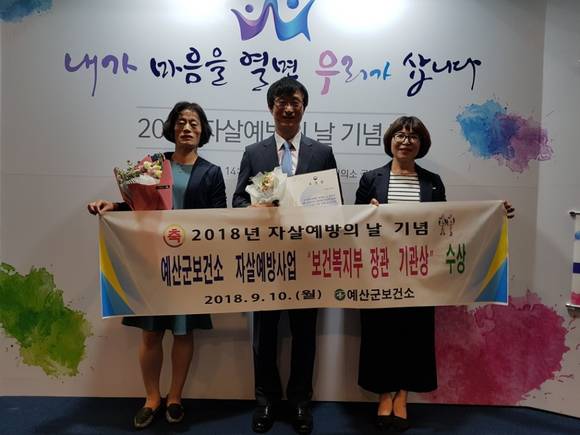 내가 마음을 열면 우리가 삽니다
자살예방의 날 기념
축 2018년 자살예방의 날 기념
예산군보건소 자살예방사업 "보건복지부 장관 기관상" 수상
2018.9.10.(월) 예산군보건소